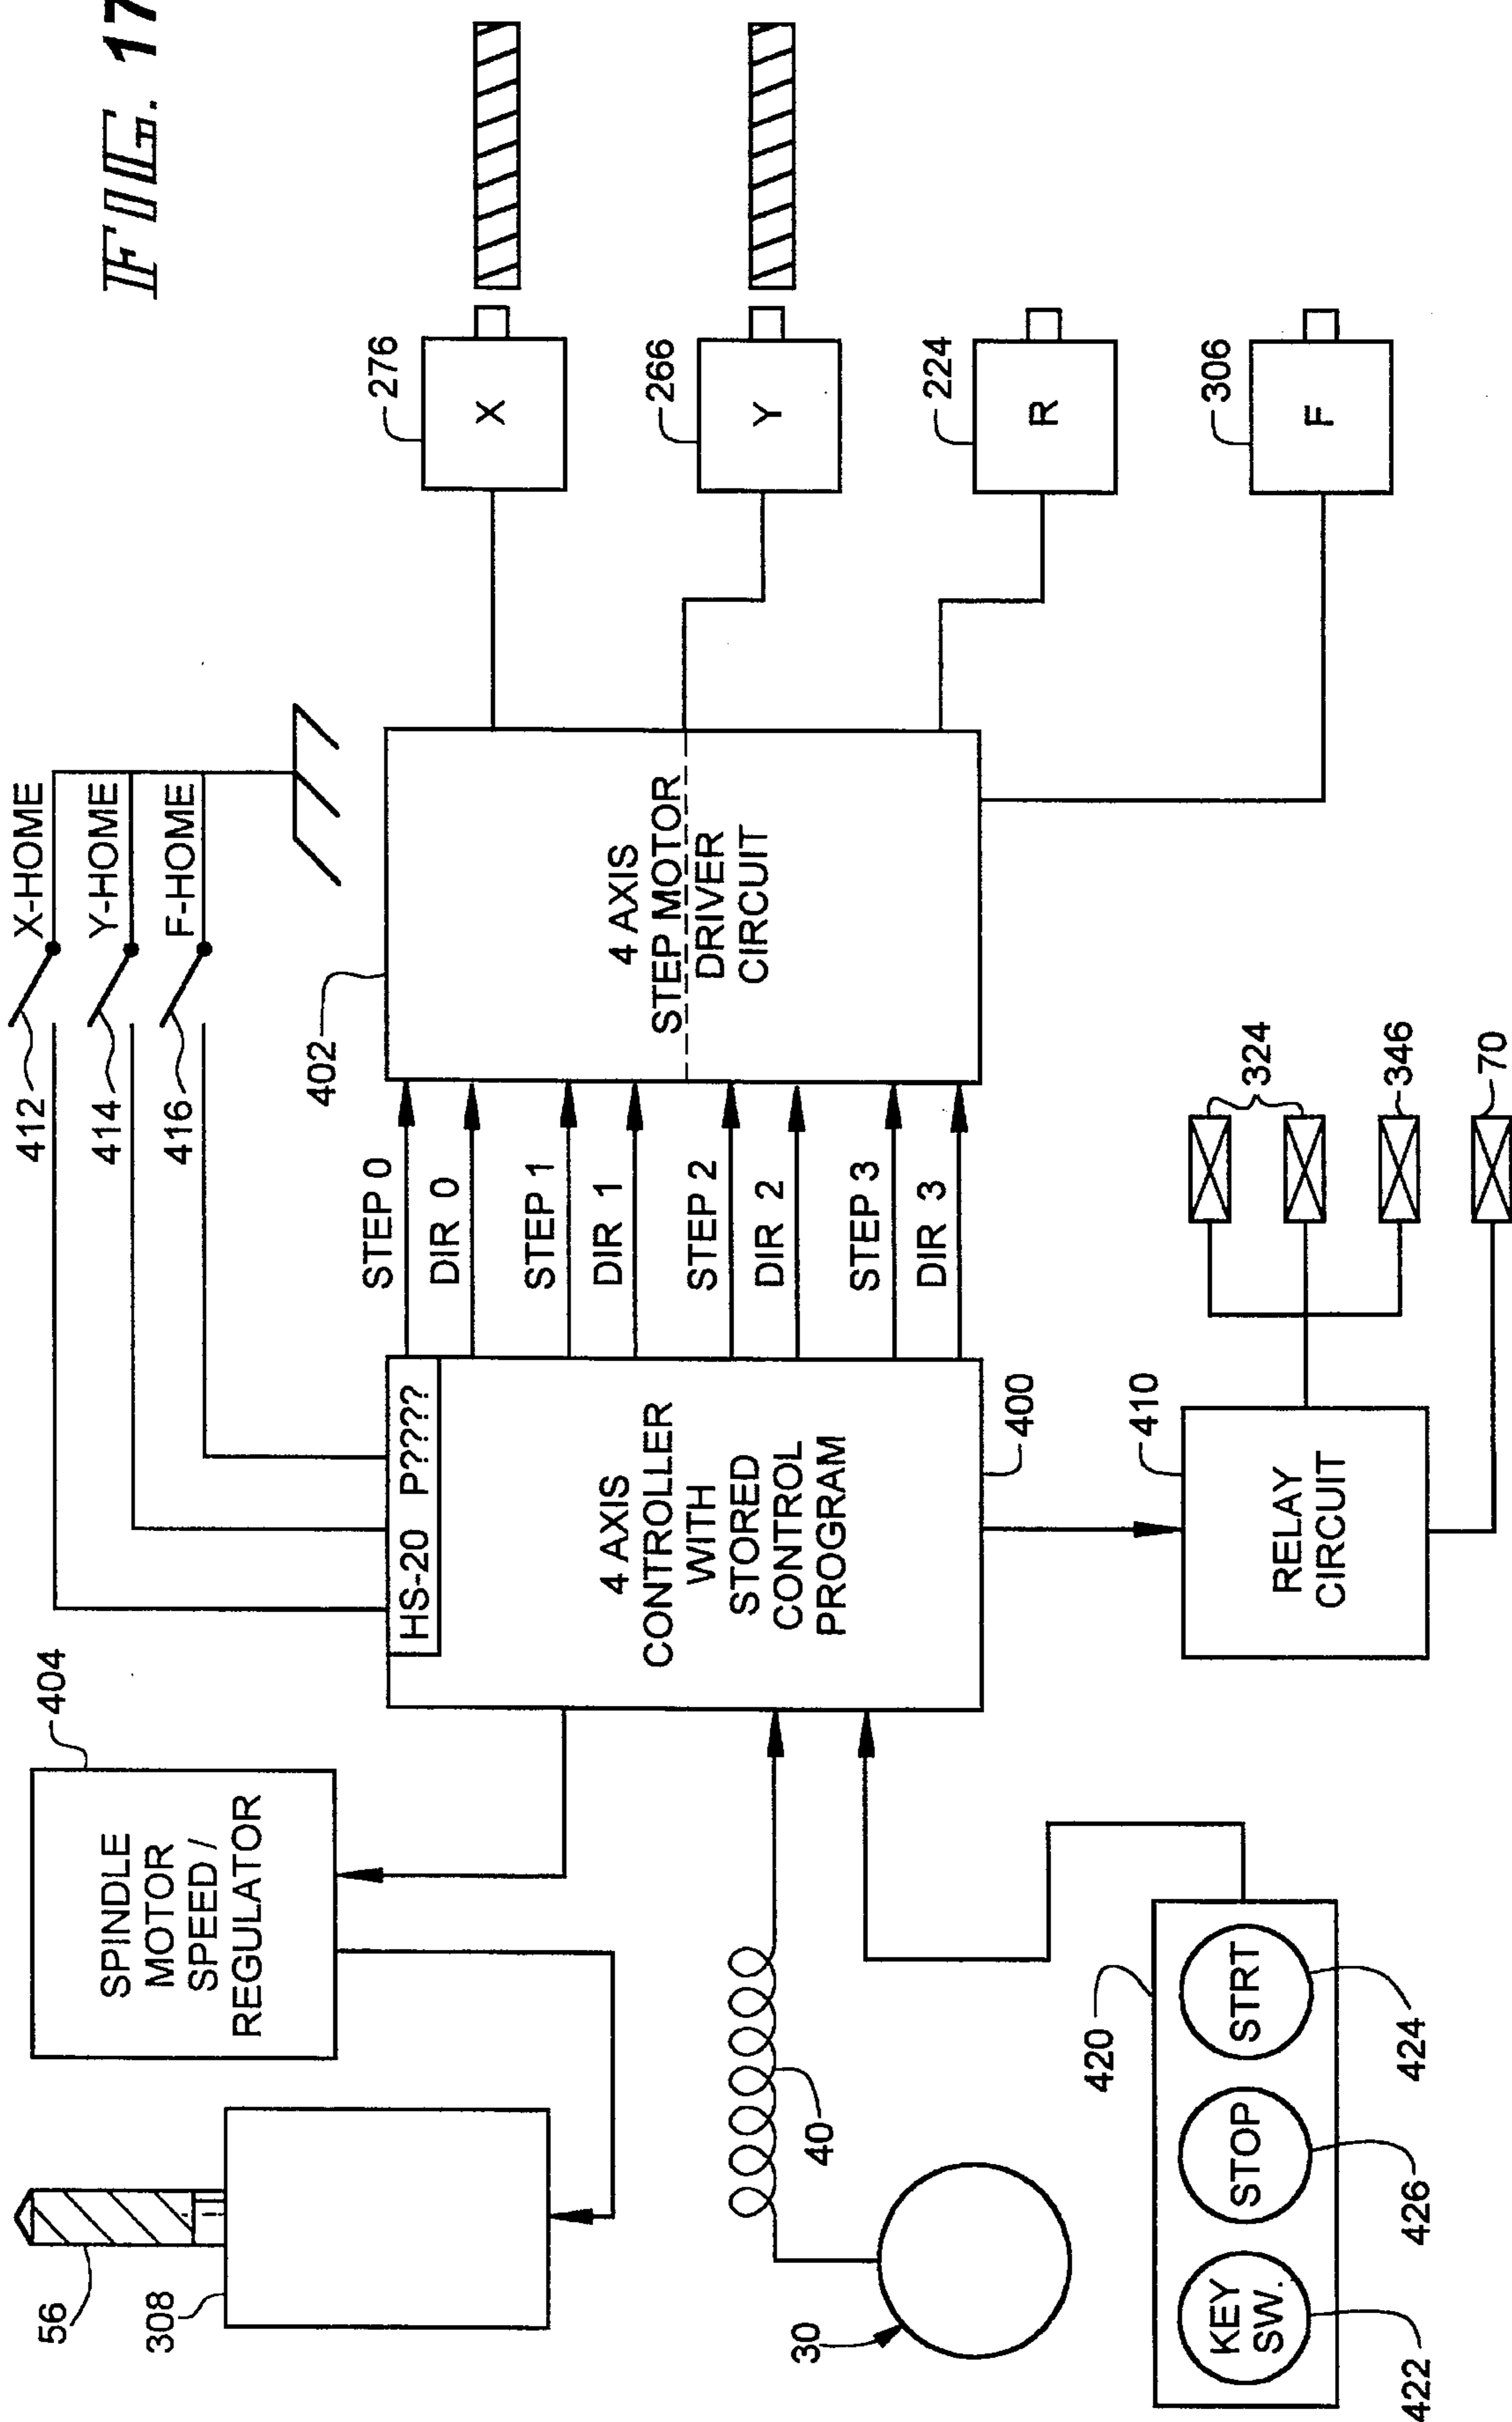 FIG. 17
X-HOME
Y-HOME
F-HOME
412
414
416
404
SPINDLE
MOTOR
SPEED /
REGULATOR
56
308
HS-20 P????
4 AXIS
CONTROLLER
WITH
STORED
CONTROL
PROGRAM
400
STEP 0
DIR 0
STEP 1
DIR 1
STEP 2
DIR 2
STEP 3
DIR 3
402
4 AXIS
STEP MOTOR
DRIVER
CIRCUIT
276
X
266
Y
224
R
306
F
40
30
420
KEY
SW.
STOP
STRT
422
426
424
410
RELAY
CIRCUIT
324
346
70